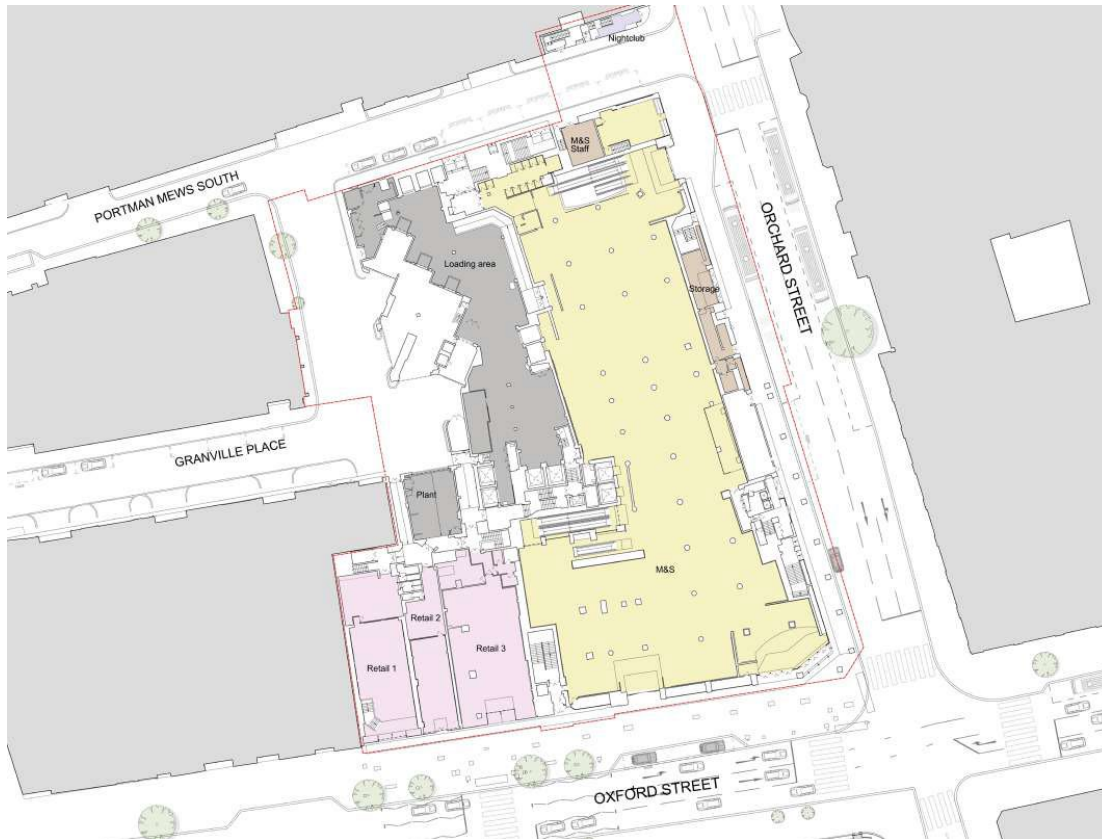 Nightclub
M&S
Staff
PORTMAN MEWS SOUTH
ORCHARD STREET
Loading area
Storage
GRANVILLE PLACE
Plant
M&S
Retail 2
Retail 1
Retail 3
OXFORD STREET